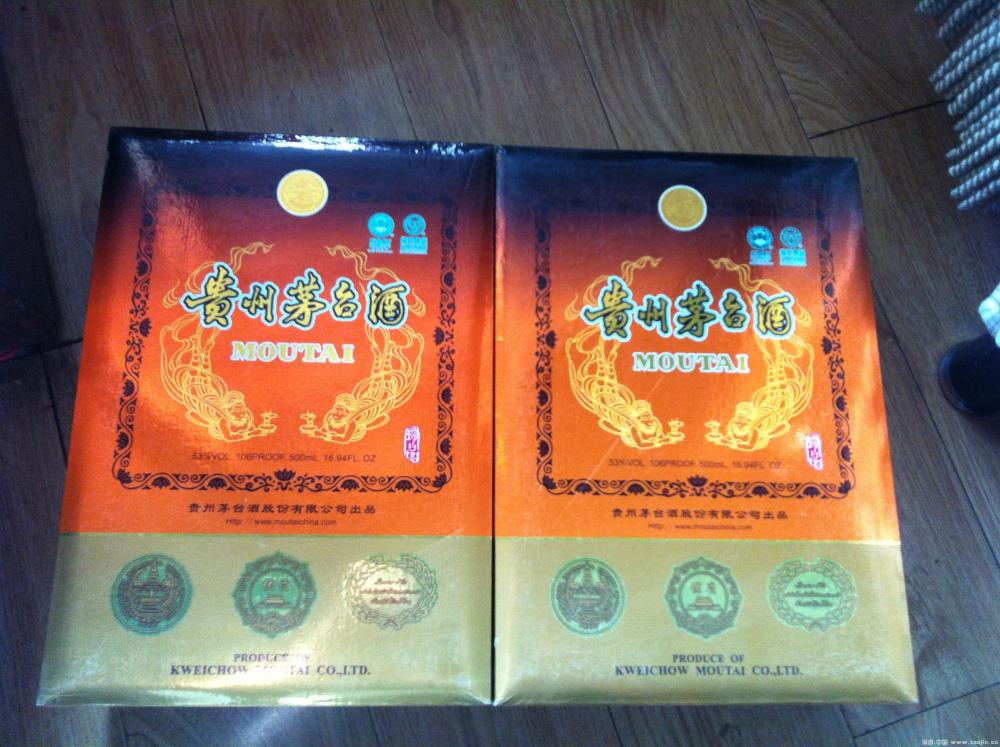 貴州茅台酒
MOUTAI
53%VOL. 106PROOF 500mL. 16.94FL. OZ
贵州茅台酒股份有限公司出品
Http://www.moutaichina.com
PRODUCE OF
KWEICHOW MOUTAI CO.,LTD.
貴州茅台酒
MOUTAI
53%VOL. 106PROOF 500mL. 16.94FL. OZ
贵州茅台酒股份有限公司出品
Http://www.moutaichina.com
PRODUCE OF
KWEICHOW MOUTAI CO.,LTD.